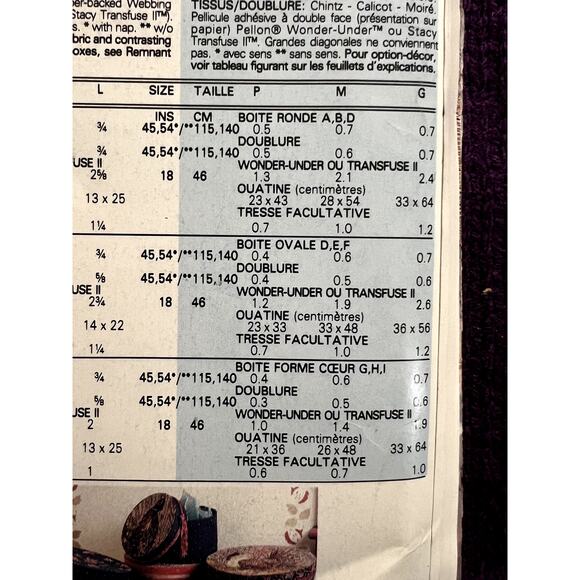 er-backed Webbing
Stacy Transfuse II™).
s. * with nap. ** w/o
bric and contrasting
oxes, see Remnant
TISSUS/DOUBLURE: Chintz - Calicot - Moiré.
Pellicule adhésive à double face (présentation sur
papier) Pellon® Wonder-Under™ ou Stacy
Transfuse II™. Grandes diagonales ne conviennent
pas. * avec sens ** sans sens. Pour option-décor,
voir tableau figurant sur les feuillets d'explications.
L SIZE TAILLE P M G
INS CM BOITE RONDE A,B,D
¾ 45,54*/**115,140 0.5 0.7 0.7
DOUBLURE
¾ 45,54*/**115,140 0.5 0.6 0.7
FUSE II WONDER-UNDER OU TRANSFUSE II
2⅝ 18 46 1.3 2.1 2.4
OUATINE (centimètres)
13 x 25 23 x 43 28 x 54 33 x 64
TRESSE FACULTATIVE
1¼ 0.7 1.0 1.2
BOITE OVALE D,E,F
¾ 45,54*/**115,140 0.4 0.6 0.7
DOUBLURE
⅝ 45,54*/**115,140 0.4 0.5 0.6
USE II WONDER-UNDER OU TRANSFUSE II
2¾ 18 46 1.2 1.9 2.6
OUATINE (centimètres)
14 x 22 23 x 33 33 x 48 36 x 56
TRESSE FACULTATIVE
1¼ 0.7 1.0 1.2
BOITE FORME CŒUR G,H,I
¾ 45,54*/**115,140 0.4 0.6 0.7
DOUBLURE
⅝ 45,54*/**115,140 0.3 0.5 0.6
USE II WONDER-UNDER OU TRANSFUSE II
2 18 46 1.0 1.4 1.9
OUATINE (centimètres)
13 x 25 21 x 36 26 x 48 33 x 64
TRESSE FACULTATIVE
1 0.6 0.7 1.0